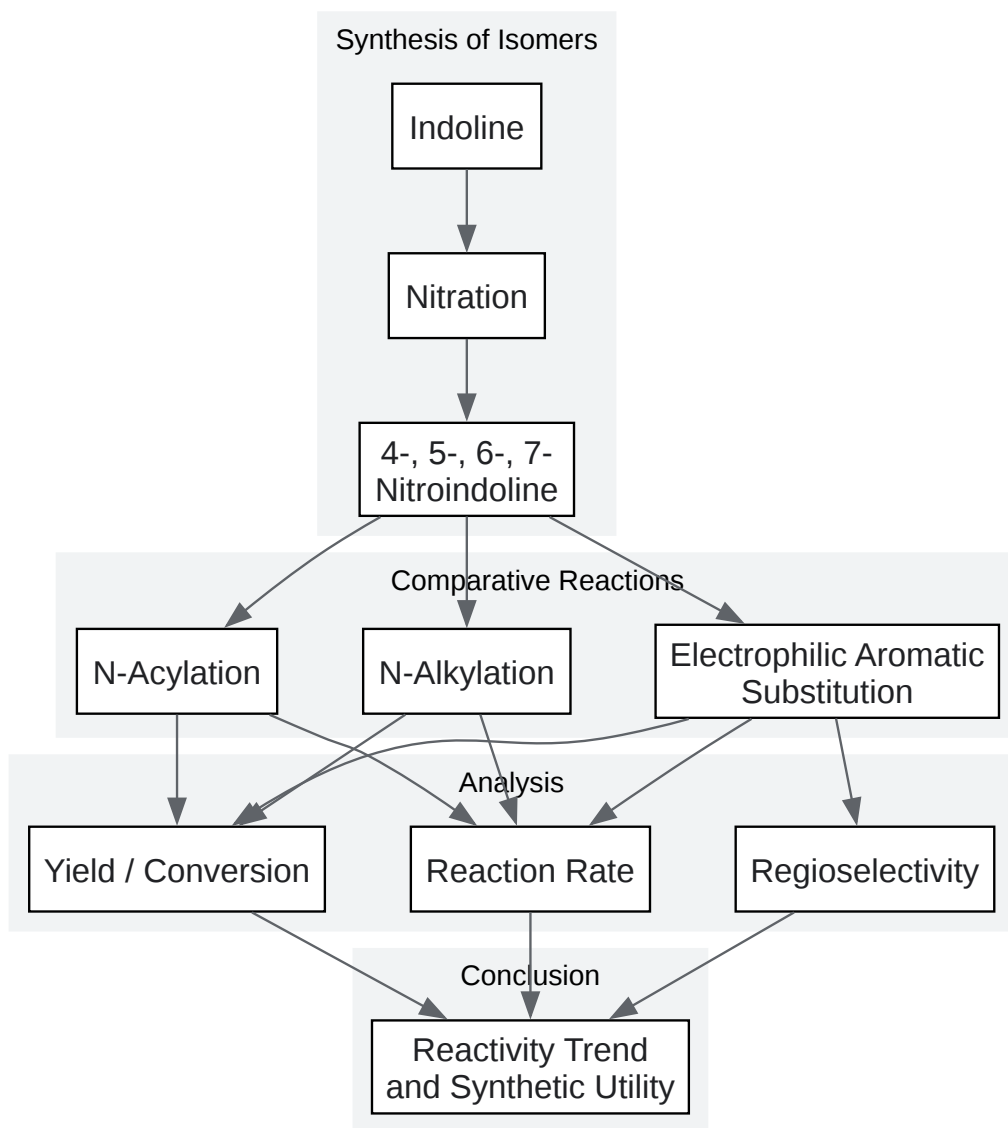 Synthesis of Isomers
Indoline
Nitration
4-, 5-, 6-, 7-
Nitroindoline
Comparative Reactions
N-Acylation
N-Alkylation
Electrophilic Aromatic
Substitution
Analysis
Yield / Conversion
Reaction Rate
Regioselectivity
Conclusion
Reactivity Trend
and Synthetic Utility